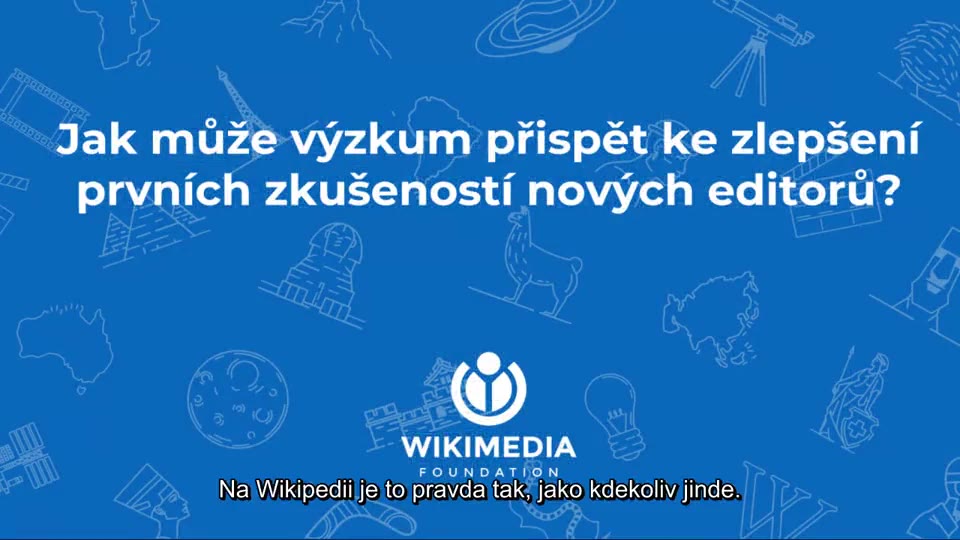 Jak může výzkum přispět ke zlepšení
prvních zkušeností nových editorů?
WIKIMEDIA
FOUNDATION
Na Wikipedii je to pravda tak, jako kdekoliv jinde.